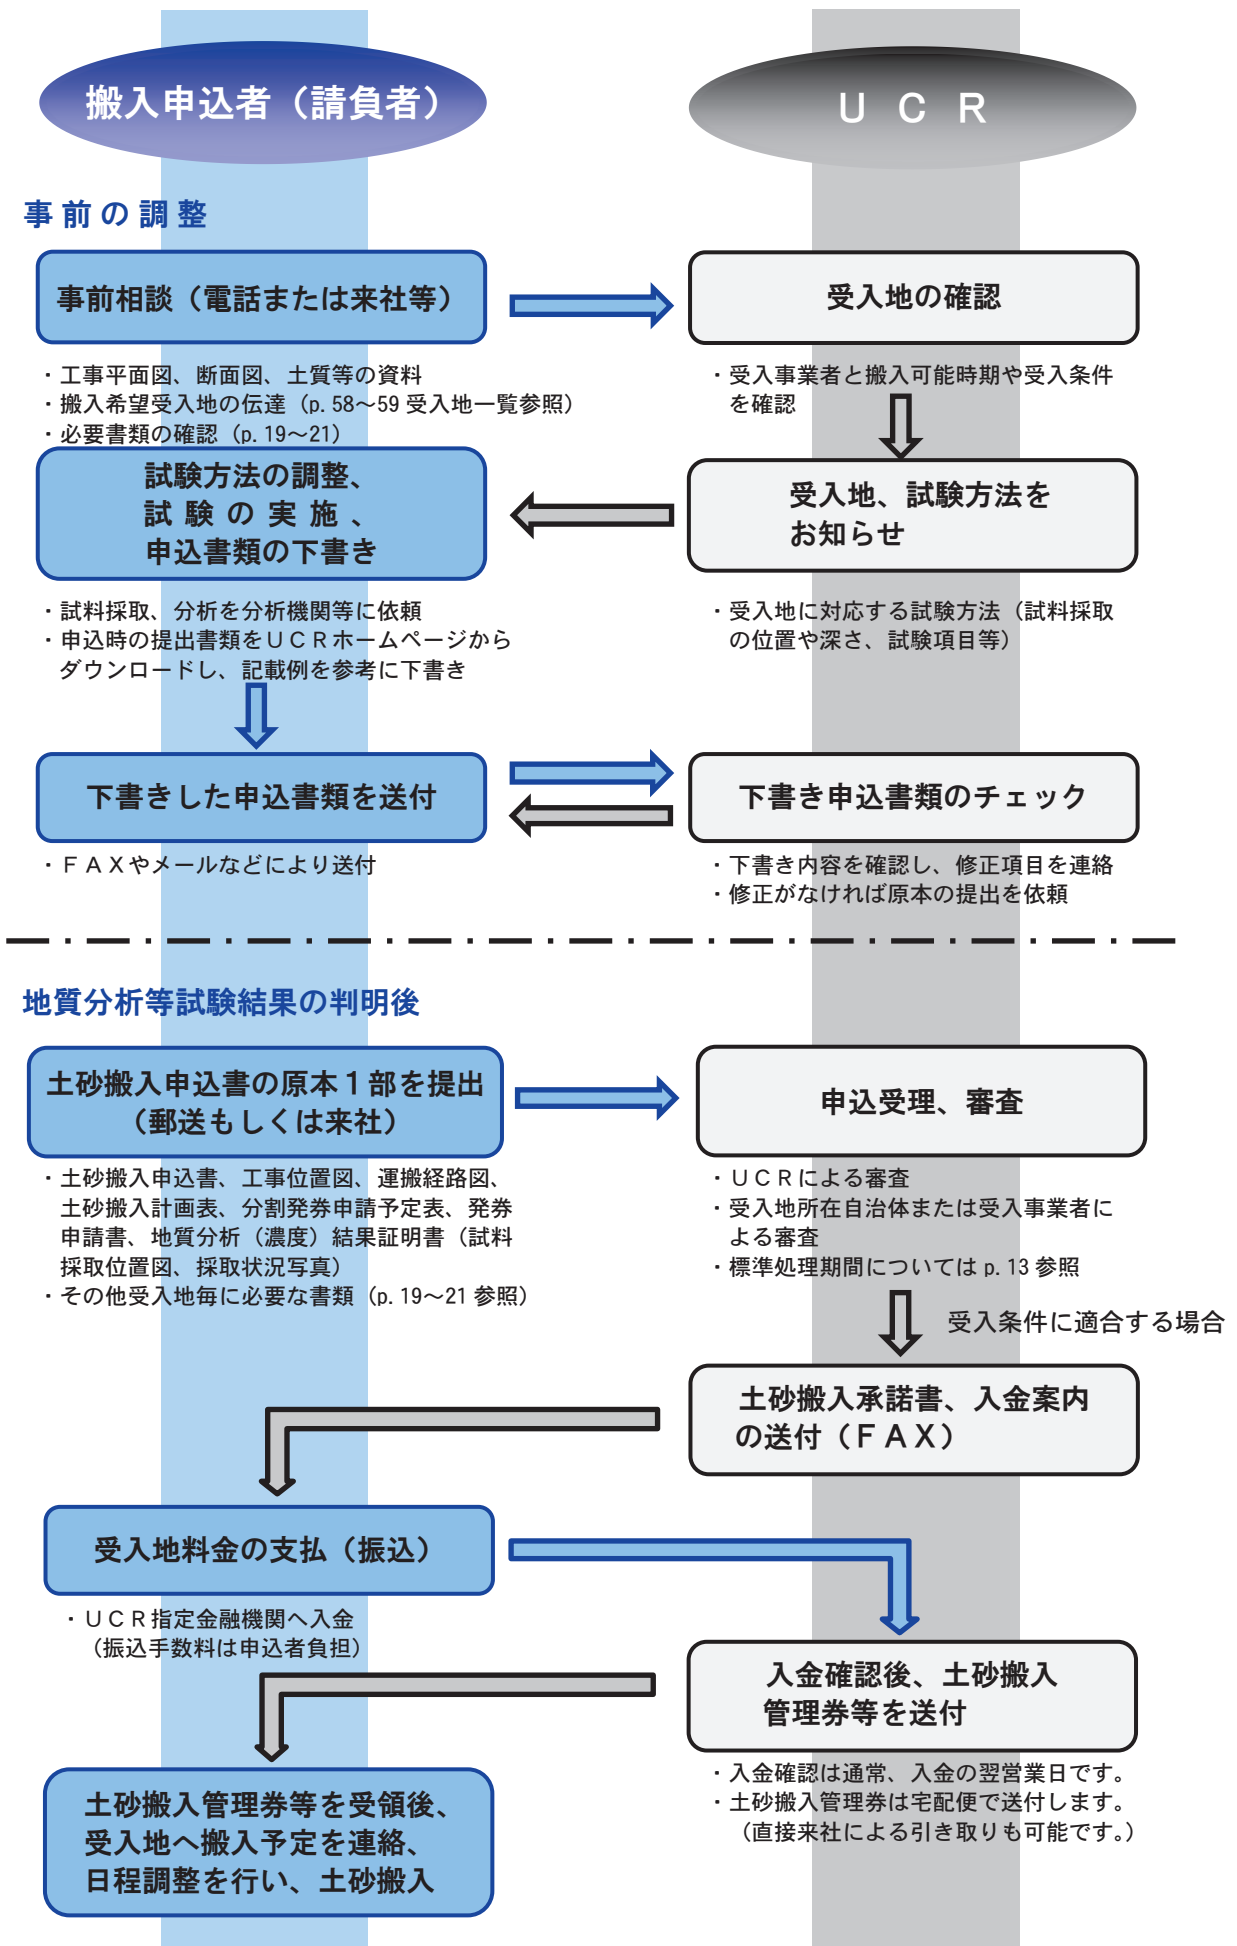 搬入申込者（請負者）
ＵＣＲ
事前の調整
事前相談（電話または来社等）
受入地の確認
・工事平面図、断面図、土質等の資料
・搬入希望受入地の伝達（p.58～59 受入地一覧参照）
・必要書類の確認（p.19～21）
・受入事業者と搬入可能時期や受入条件
を確認
試験方法の調整、
試験の実施、
申込書類の下書き
受入地、試験方法を
お知らせ
・試料採取、分析を分析機関等に依頼
・申込時の提出書類をＵＣＲホームページから
ダウンロードし、記載例を参考に下書き
・受入地に対応する試験方法（試料採取
の位置や深さ、試験項目等）
下書きした申込書類を送付
下書き申込書類のチェック
・ＦＡＸやメールなどにより送付
・下書き内容を確認し、修正項目を連絡
・修正がなければ原本の提出を依頼
地質分析等試験結果の判明後
土砂搬入申込書の原本１部を提出
（郵送もしくは来社）
申込受理、審査
・土砂搬入申込書、工事位置図、運搬経路図、
土砂搬入計画表、分割発券申請予定表、発券
申請書、地質分析（濃度）結果証明書（試料
採取位置図、採取状況写真）
・その他受入地毎に必要な書類（p.19～21 参照）
・ＵＣＲによる審査
・受入地所在自治体または受入事業者に
よる審査
・標準処理期間については p.13 参照
受入条件に適合する場合
土砂搬入承諾書、入金案内
の送付（ＦＡＸ）
受入地料金の支払（振込）
・ＵＣＲ指定金融機関へ入金
（振込手数料は申込者負担）
入金確認後、土砂搬入
管理券等を送付
・入金確認は通常、入金の翌営業日です。
・土砂搬入管理券は宅配便で送付します。
（直接来社による引き取りも可能です。）
土砂搬入管理券等を受領後、
受入地へ搬入予定を連絡、
日程調整を行い、土砂搬入